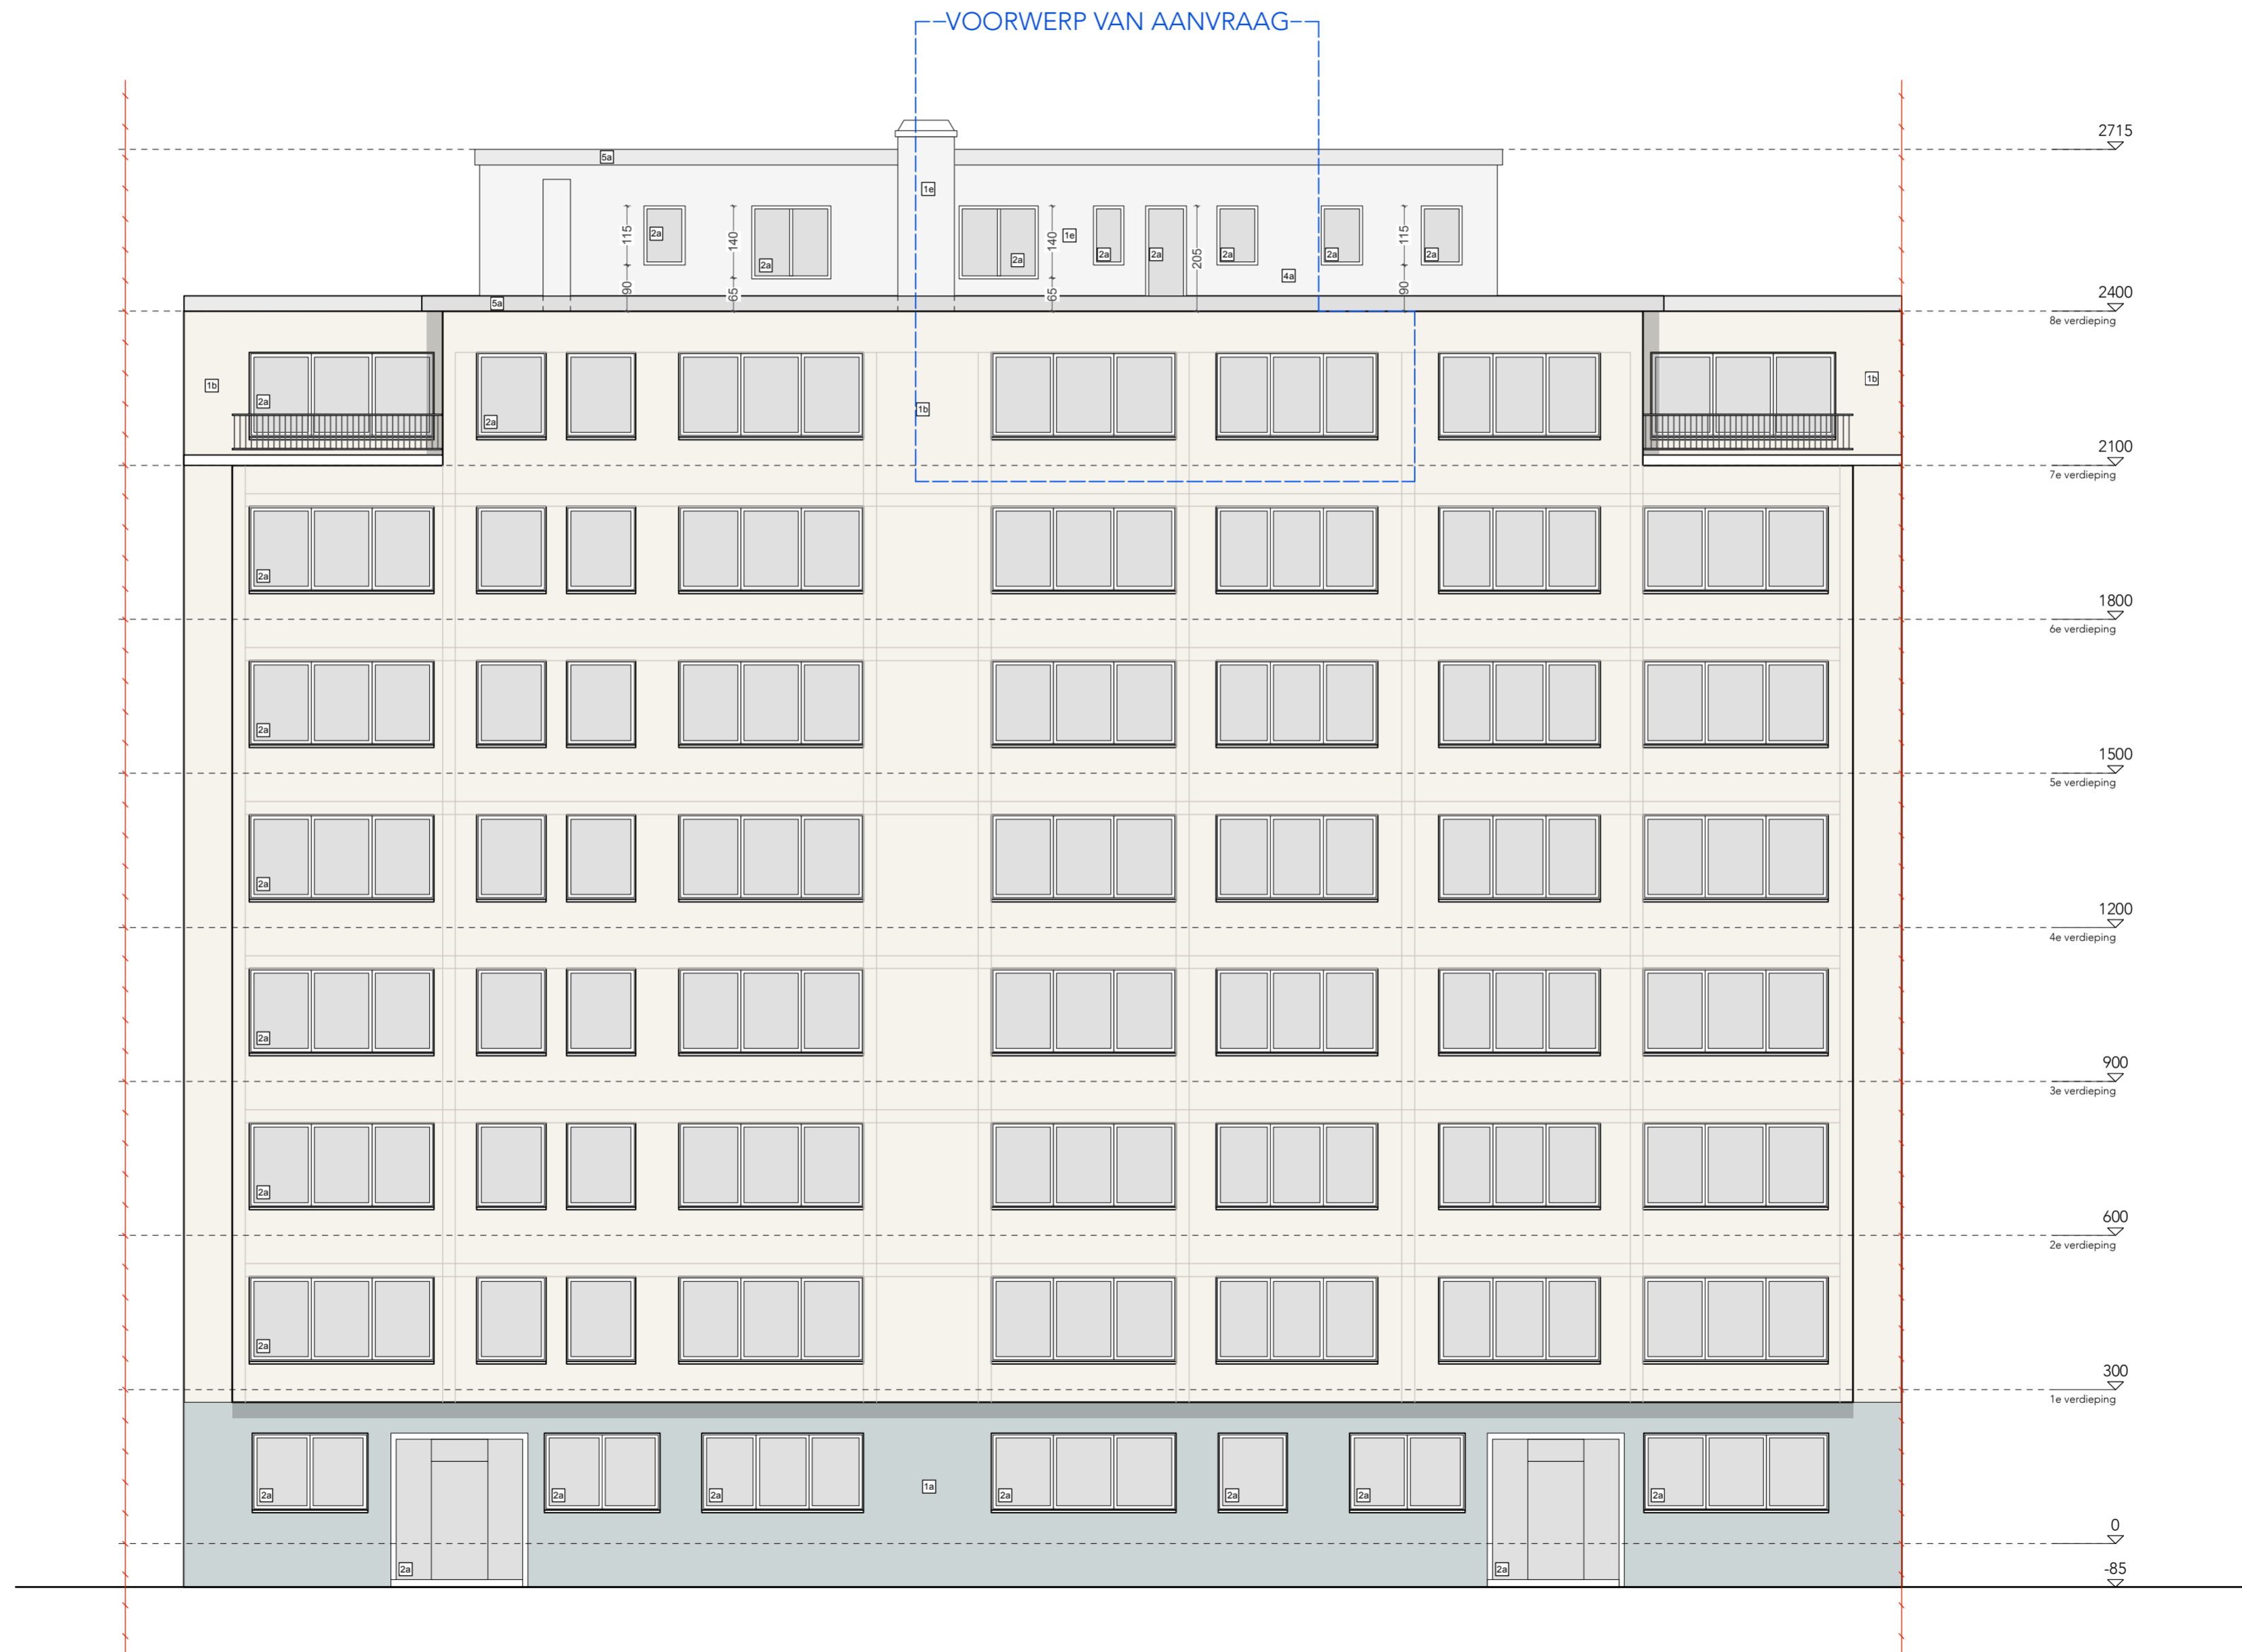 VOORWERP VAN AANVRAAG
2715
5a
1e
115
2a
140
2a
140
1e
2a
2a
2a
205
2a
2a
115
2a
2a
4a
90
65
65
90
5a
2400
8e verdieping
1b
1b
2a
1b
2a
2100
7e verdieping
2a
1800
6e verdieping
2a
1500
5e verdieping
2a
1200
4e verdieping
2a
900
3e verdieping
2a
600
2e verdieping
2a
300
1e verdieping
1a
2a
2a
2a
2a
2a
2a
2a
0
2a
2a
-85